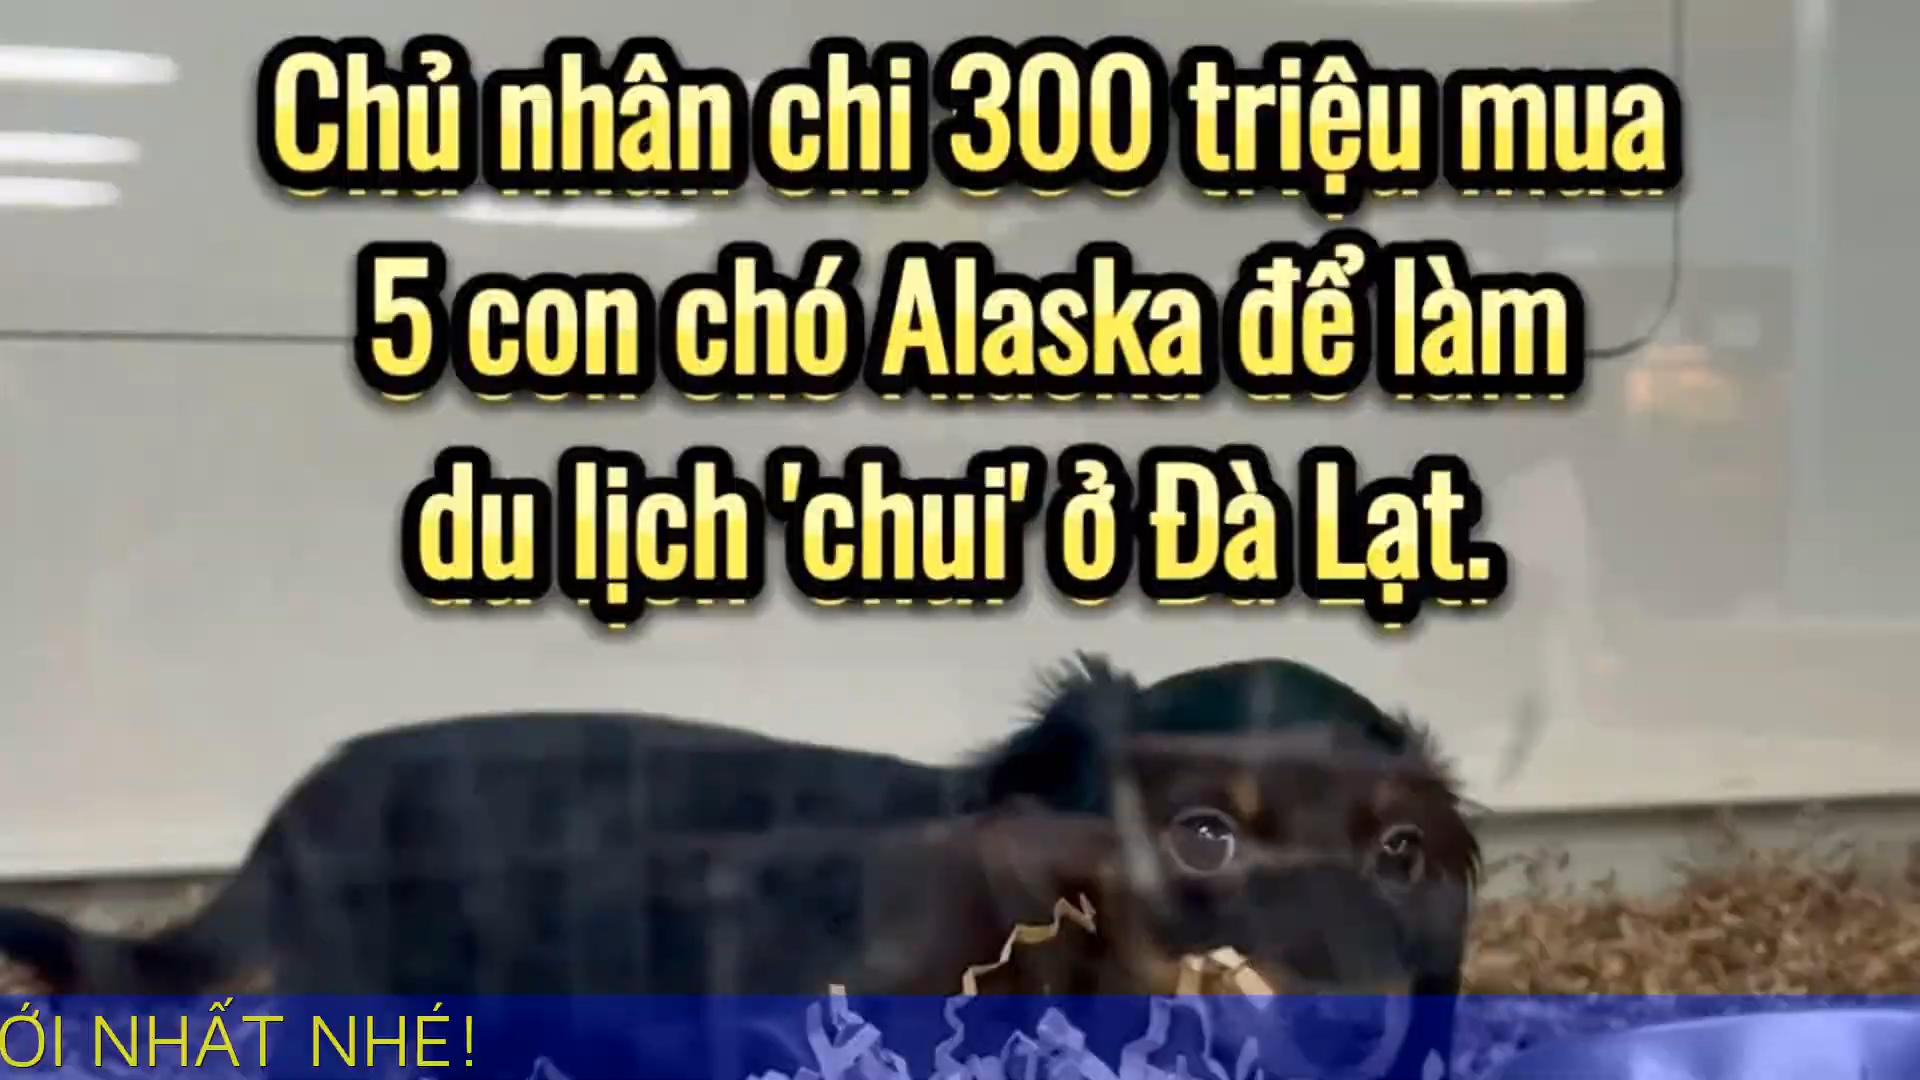 Chủ nhân chi 300 triệu mua
5 con chó Alaska để làm
du lịch 'chui' ở Đà Lạt.
ỚI NHẤT NHÉ!